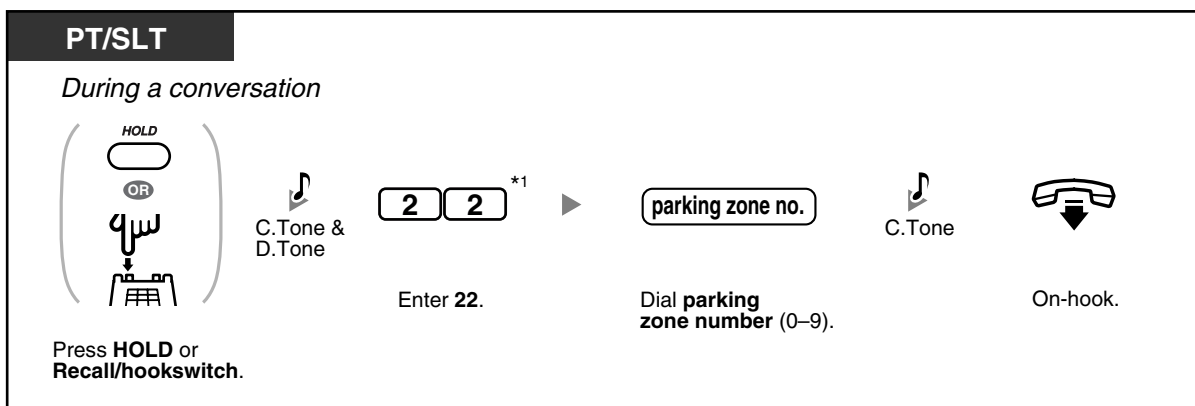 PT/SLT
During a conversation
HOLD
OR
C.Tone &
D.Tone
2 2 *1
parking zone no.
C.Tone
Press HOLD or
Recall/hookswitch.
Enter 22.
Dial parking
zone number (0–9).
On-hook.